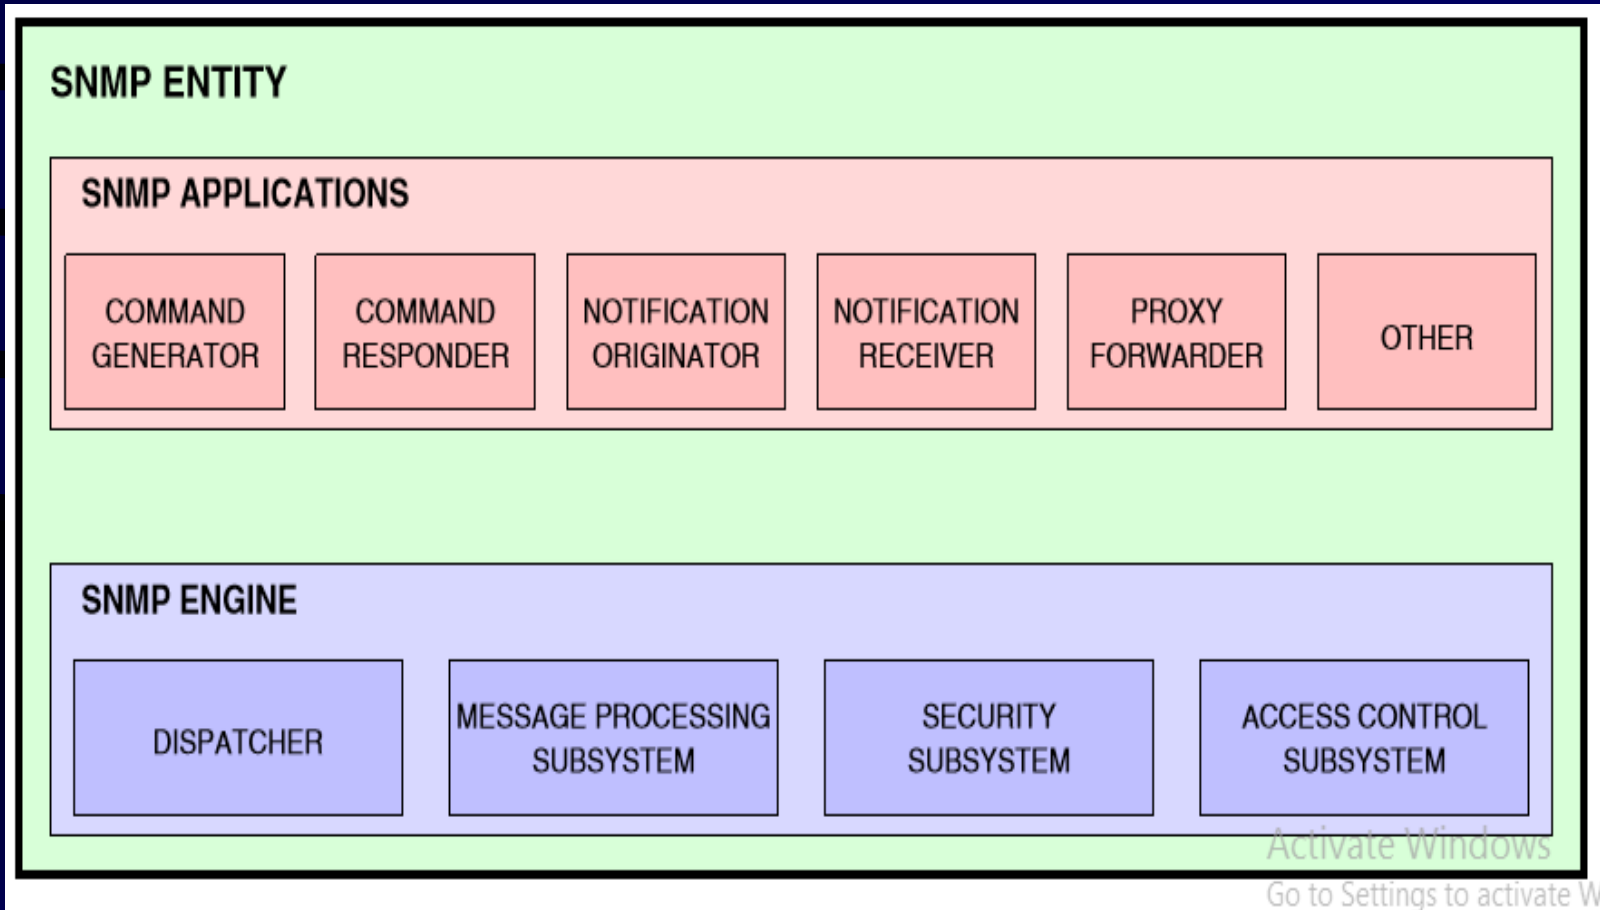 SNMP ENTITY
SNMP APPLICATIONS
COMMAND
GENERATOR
COMMAND
RESPONDER
NOTIFICATION
ORIGINATOR
NOTIFICATION
RECEIVER
PROXY
FORWARDER
OTHER
SNMP ENGINE
DISPATCHER
MESSAGE PROCESSING
SUBSYSTEM
SECURITY
SUBSYSTEM
ACCESS CONTROL
SUBSYSTEM
Activate Windows
Go to Settings to activate W